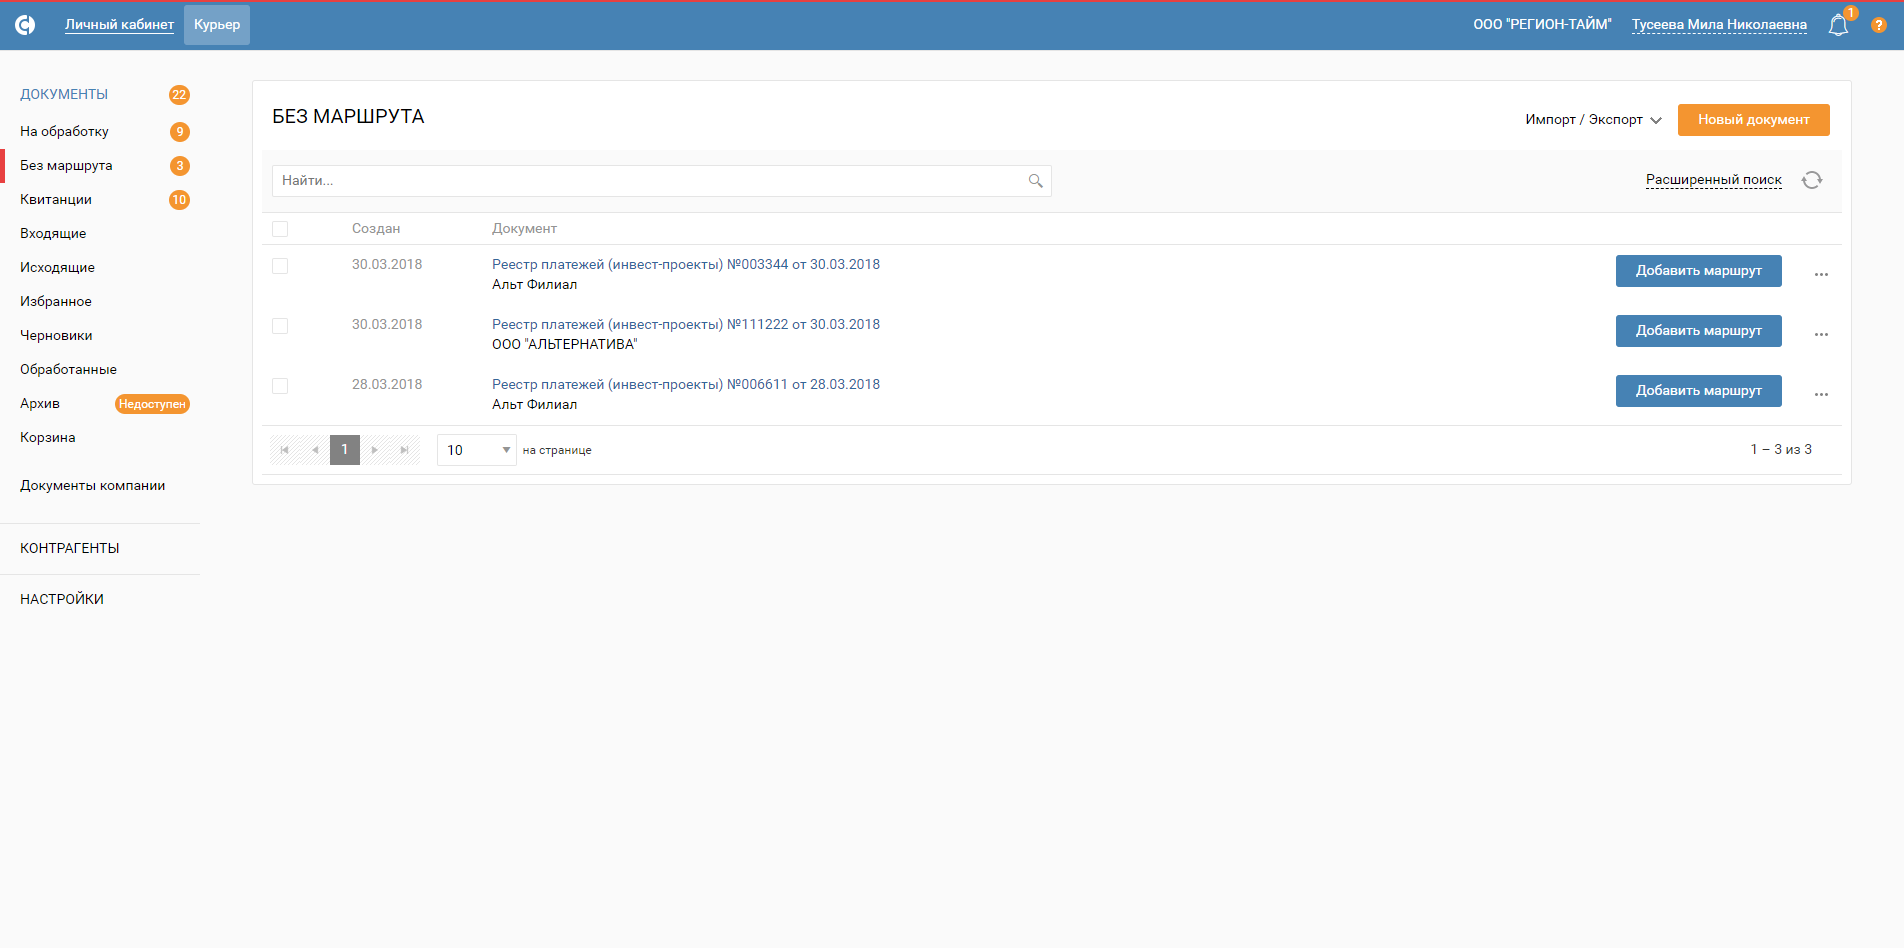 Личный кабинет Курьер ООО "РЕГИОН-ТАЙМ" Тусеева Мила Николаевна 1 ?
ДОКУМЕНТЫ 22
На обработку 9
Без маршрута 3
Квитанции 10
Входящие
Исходящие
Избранное
Черновики
Обработанные
Архив Недоступен
Корзина
Документы компании
КОНТРАГЕНТЫ
НАСТРОЙКИ
БЕЗ МАРШРУТА Импорт / Экспорт Новый документ
Найти... Расширенный поиск
Создан Документ
30.03.2018 Реестр платежей (инвест-проекты) №003344 от 30.03.2018 Добавить маршрут ...
Альт Филиал
30.03.2018 Реестр платежей (инвест-проекты) №111222 от 30.03.2018 Добавить маршрут ...
ООО "АЛЬТЕРНАТИВА"
28.03.2018 Реестр платежей (инвест-проекты) №006611 от 28.03.2018 Добавить маршрут ...
Альт Филиал
1 10 на странице 1 – 3 из 3